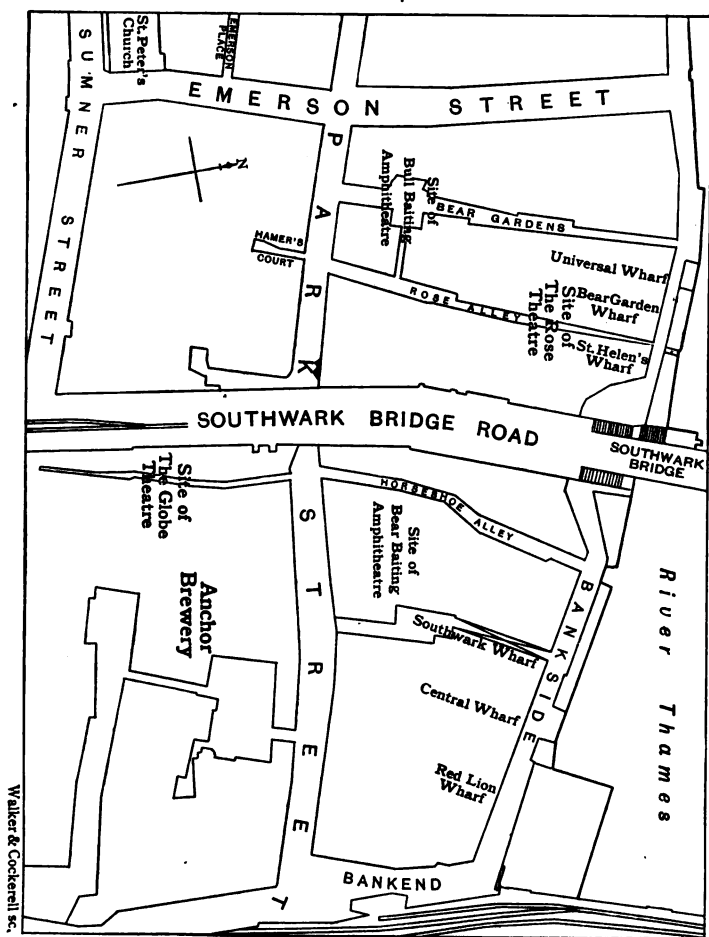 St. Peter's
Church
EMERSON
PLACE
EMERSON STREET
SUMNER STREET
PARK STREET
N
Site of
Bull Baiting
Amphitheatre
BEAR GARDENS
HAMER'S
COURT
ROSE ALLEY
Universal Wharf
BearGarden
Wharf
Site of
The Rose
Theatre
St. Helen's
Wharf
SOUTHWARK BRIDGE ROAD
SOUTHWARK
BRIDGE
Site of
The Globe
Theatre
HORSESHOE ALLEY
Site of
Bear Baiting
Amphitheatre
Anchor
Brewery
BANKSIDE
River Thames
Southwark Wharf
Central Wharf
Red Lion
Wharf
BANKEND
Walker & Cockerell sc.